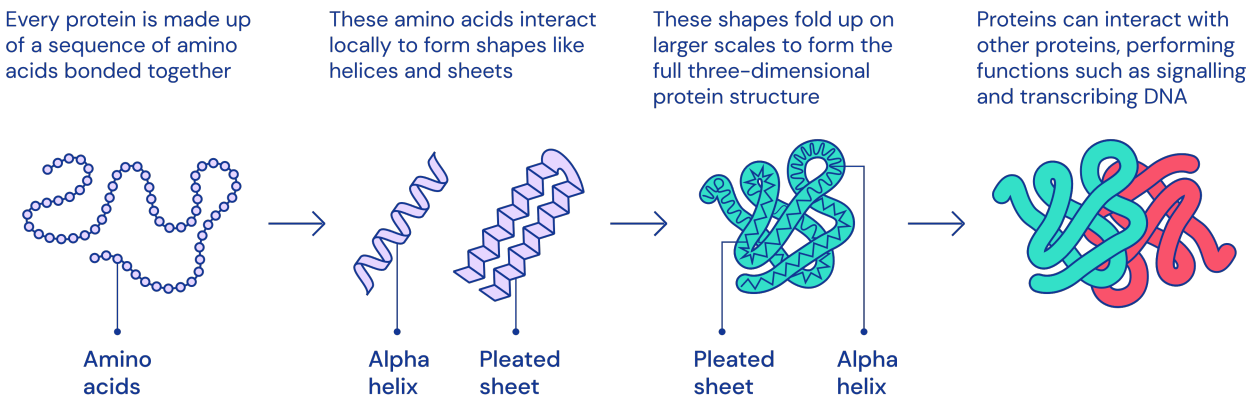 Every protein is made up
of a sequence of amino
acids bonded together
These amino acids interact
locally to form shapes like
helices and sheets
These shapes fold up on
larger scales to form the
full three-dimensional
protein structure
Proteins can interact with
other proteins, performing
functions such as signalling
and transcribing DNA
Amino
acids
Alpha
helix
Pleated
sheet
Pleated
sheet
Alpha
helix